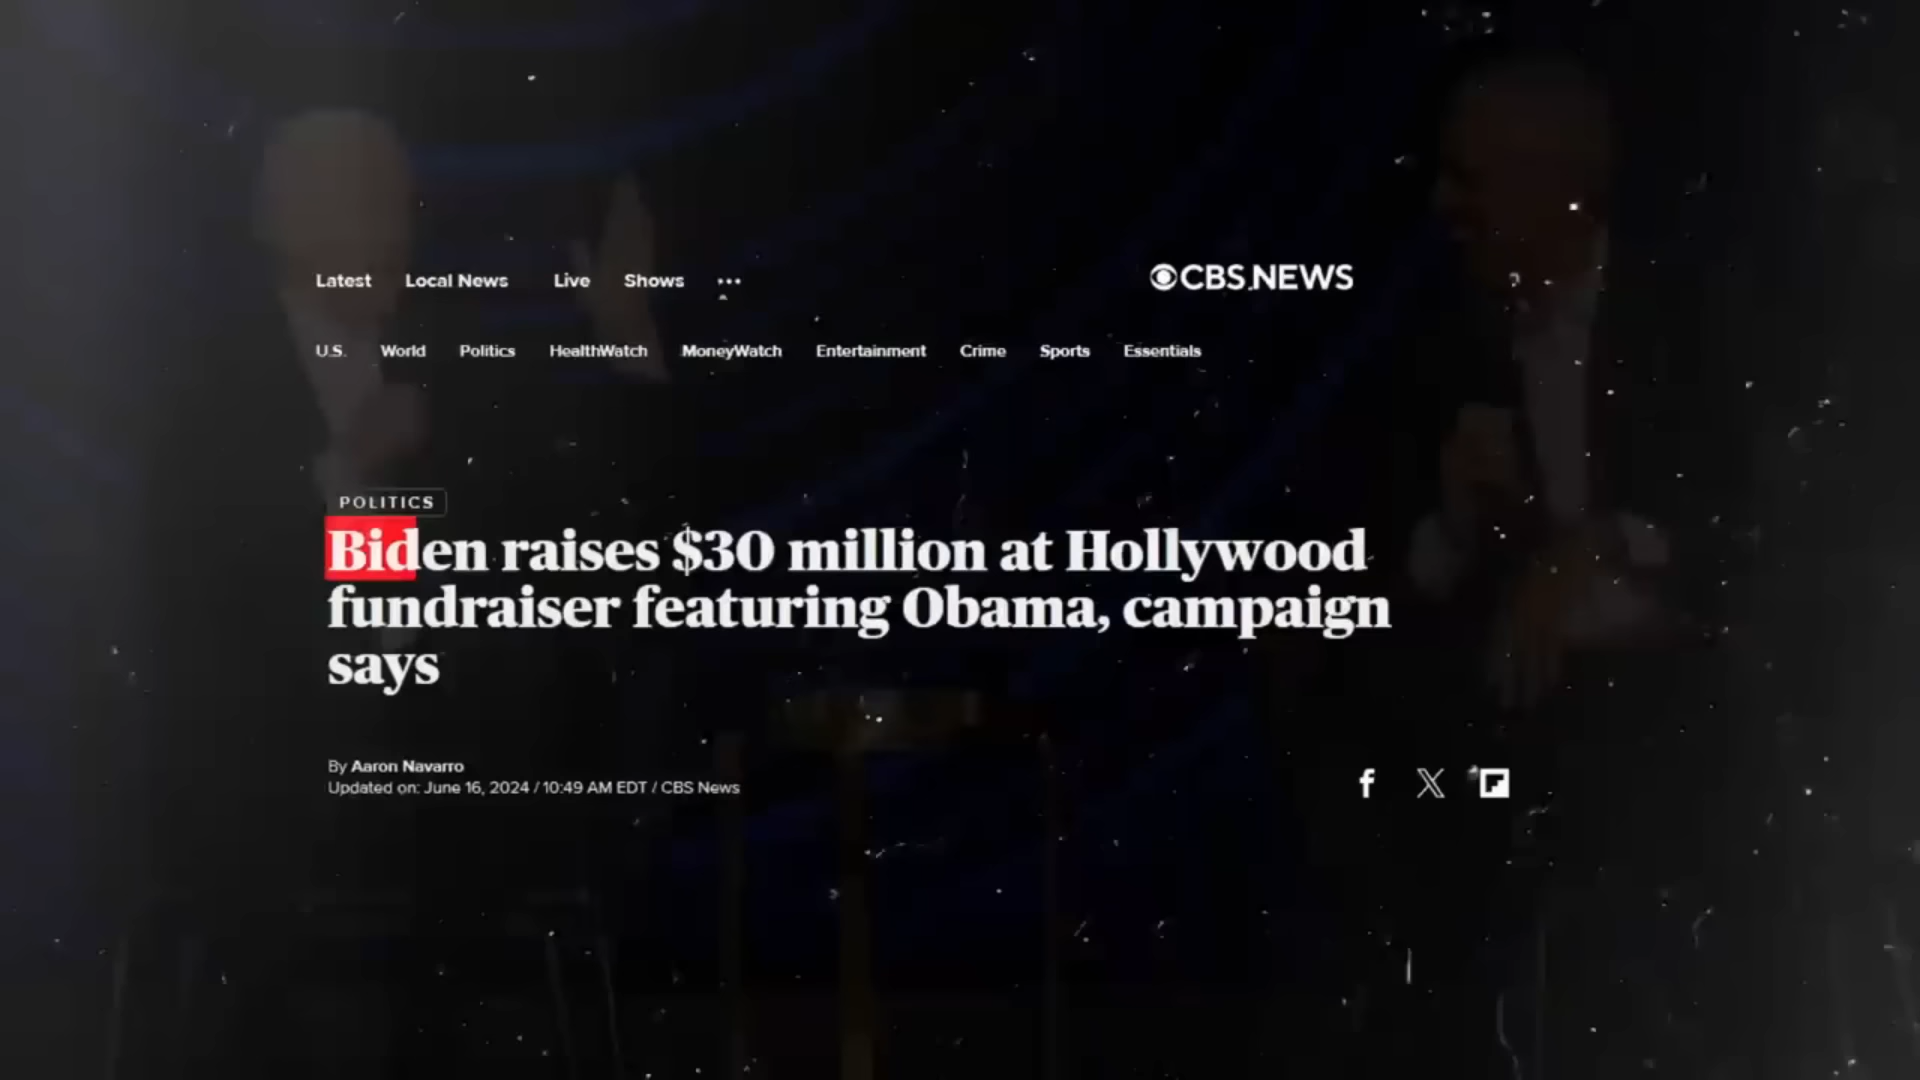 Latest Local News Live Shows ...
CBS NEWS
U.S. World Politics HealthWatch MoneyWatch Entertainment Crime Sports Essentials
POLITICS
Biden raises $30 million at Hollywood
fundraiser featuring Obama, campaign
says
By Aaron Navarro
Updated on: June 16, 2024 / 10:49 AM EDT / CBS News